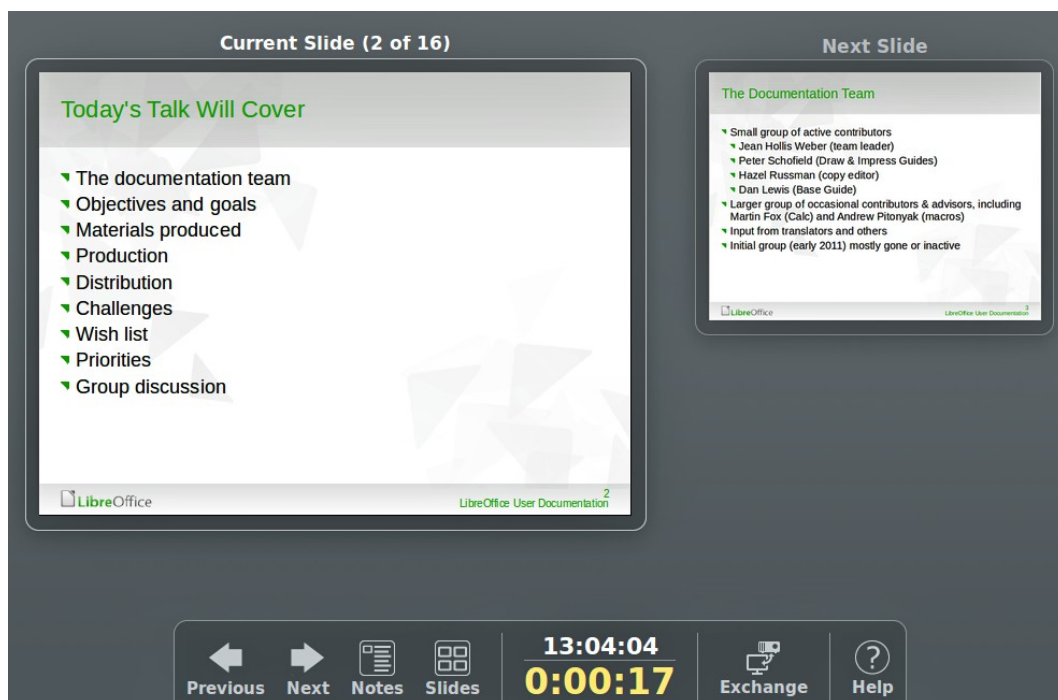 Current Slide (2 of 16)
Today's Talk Will Cover
The documentation team
Objectives and goals
Materials produced
Production
Distribution
Challenges
Wish list
Priorities
Group discussion
LibreOffice
LibreOffice User Documentation
2
Next Slide
The Documentation Team
Small group of active contributors
Jean Hollis Weber (team leader)
Peter Schofield (Draw & Impress Guides)
Hazel Russman (copy editor)
Dan Lewis (Base Guide)
Larger group of occasional contributors & advisors, including
Martin Fox (Calc) and Andrew Pitonyak (macros)
Input from translators and others
Initial group (early 2011) mostly gone or inactive
LibreOffice
LibreOffice User Documentation
3
Previous
Next
Notes
Slides
13:04:04
0:00:17
Exchange
Help